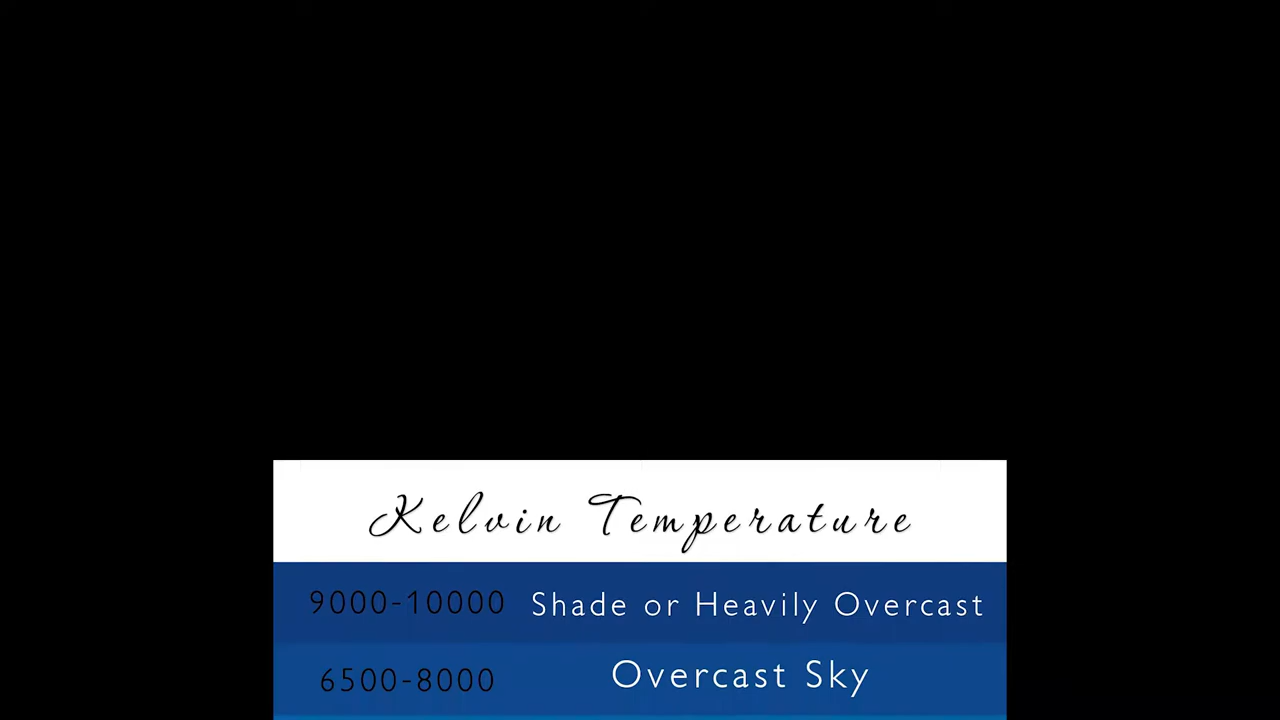 Kelvin Temperature
9000-10000 Shade or Heavily Overcast
6500-8000 Overcast Sky